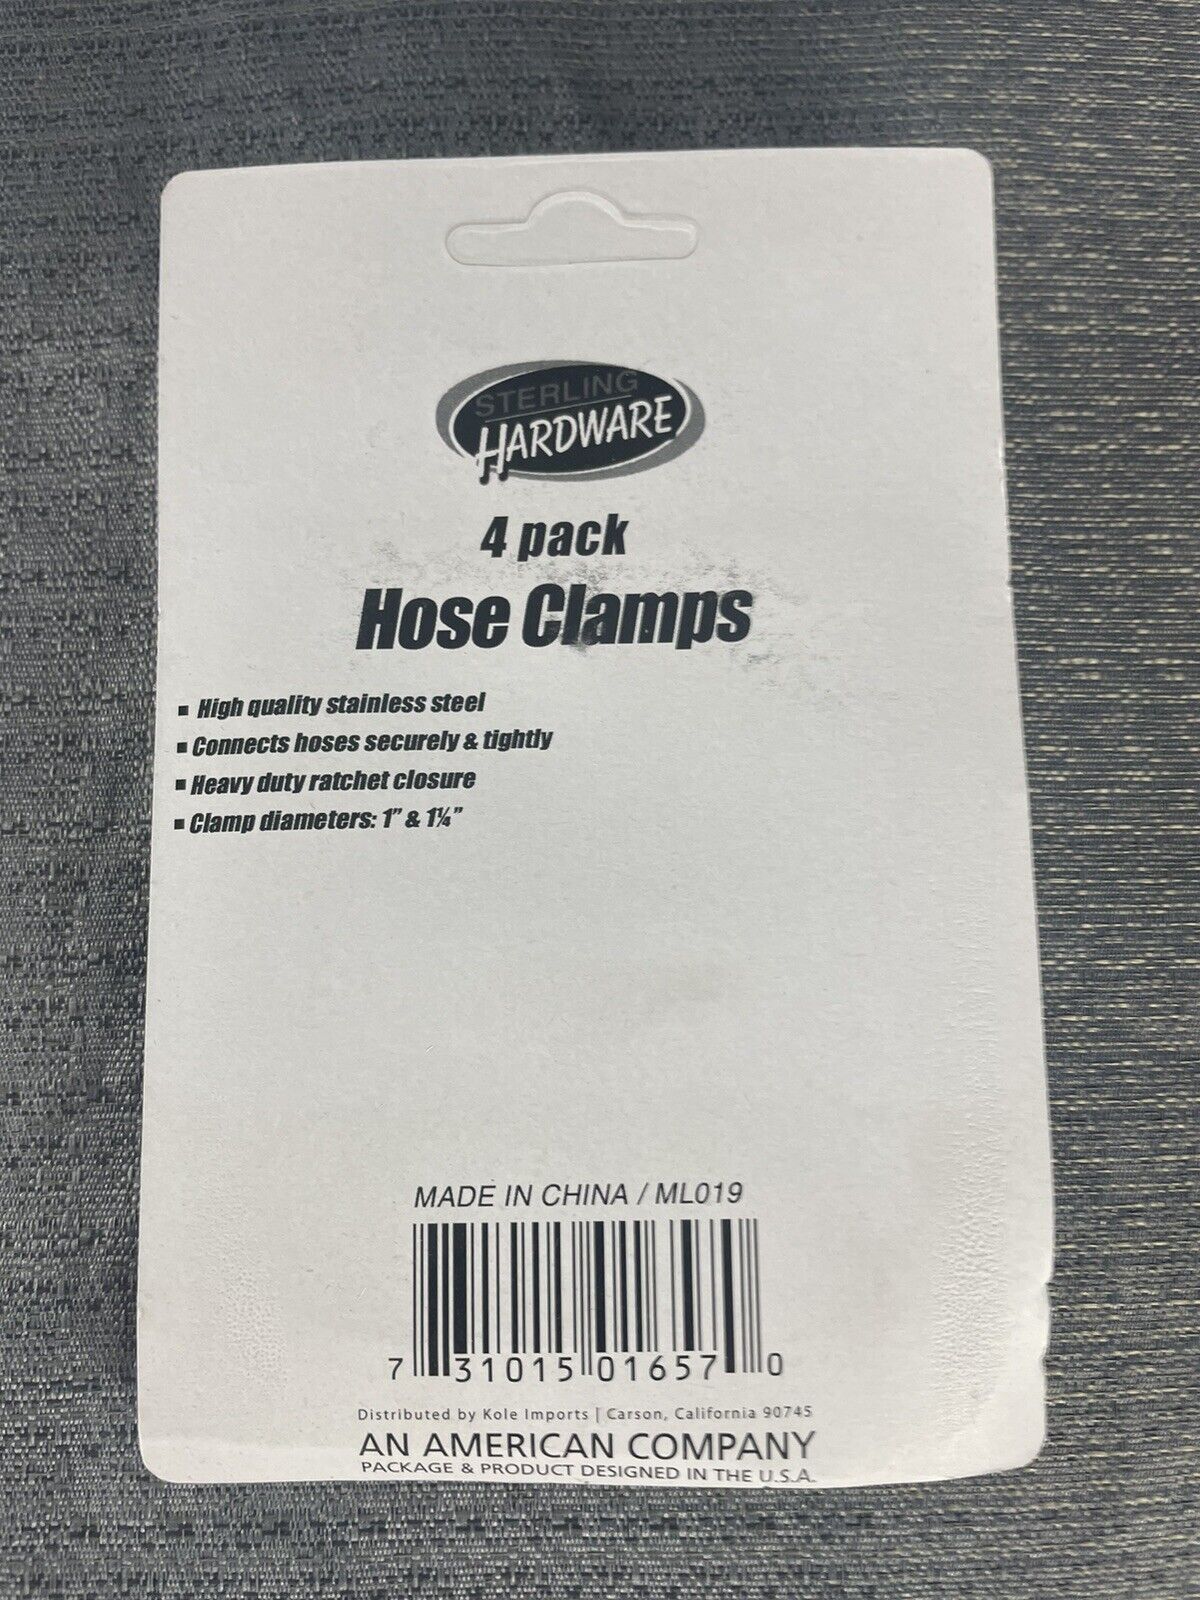 STERLING
HARDWARE
4 pack
Hose Clamps
▪ High quality stainless steel
▪ Connects hoses securely & tightly
▪ Heavy duty ratchet closure
▪ Clamp diameters: 1” & 1¼”
MADE IN CHINA / ML019
7 31015 01657 0
Distributed by Kole Imports | Carson, California 90745
AN AMERICAN COMPANY
PACKAGE & PRODUCT DESIGNED IN THE U.S.A.